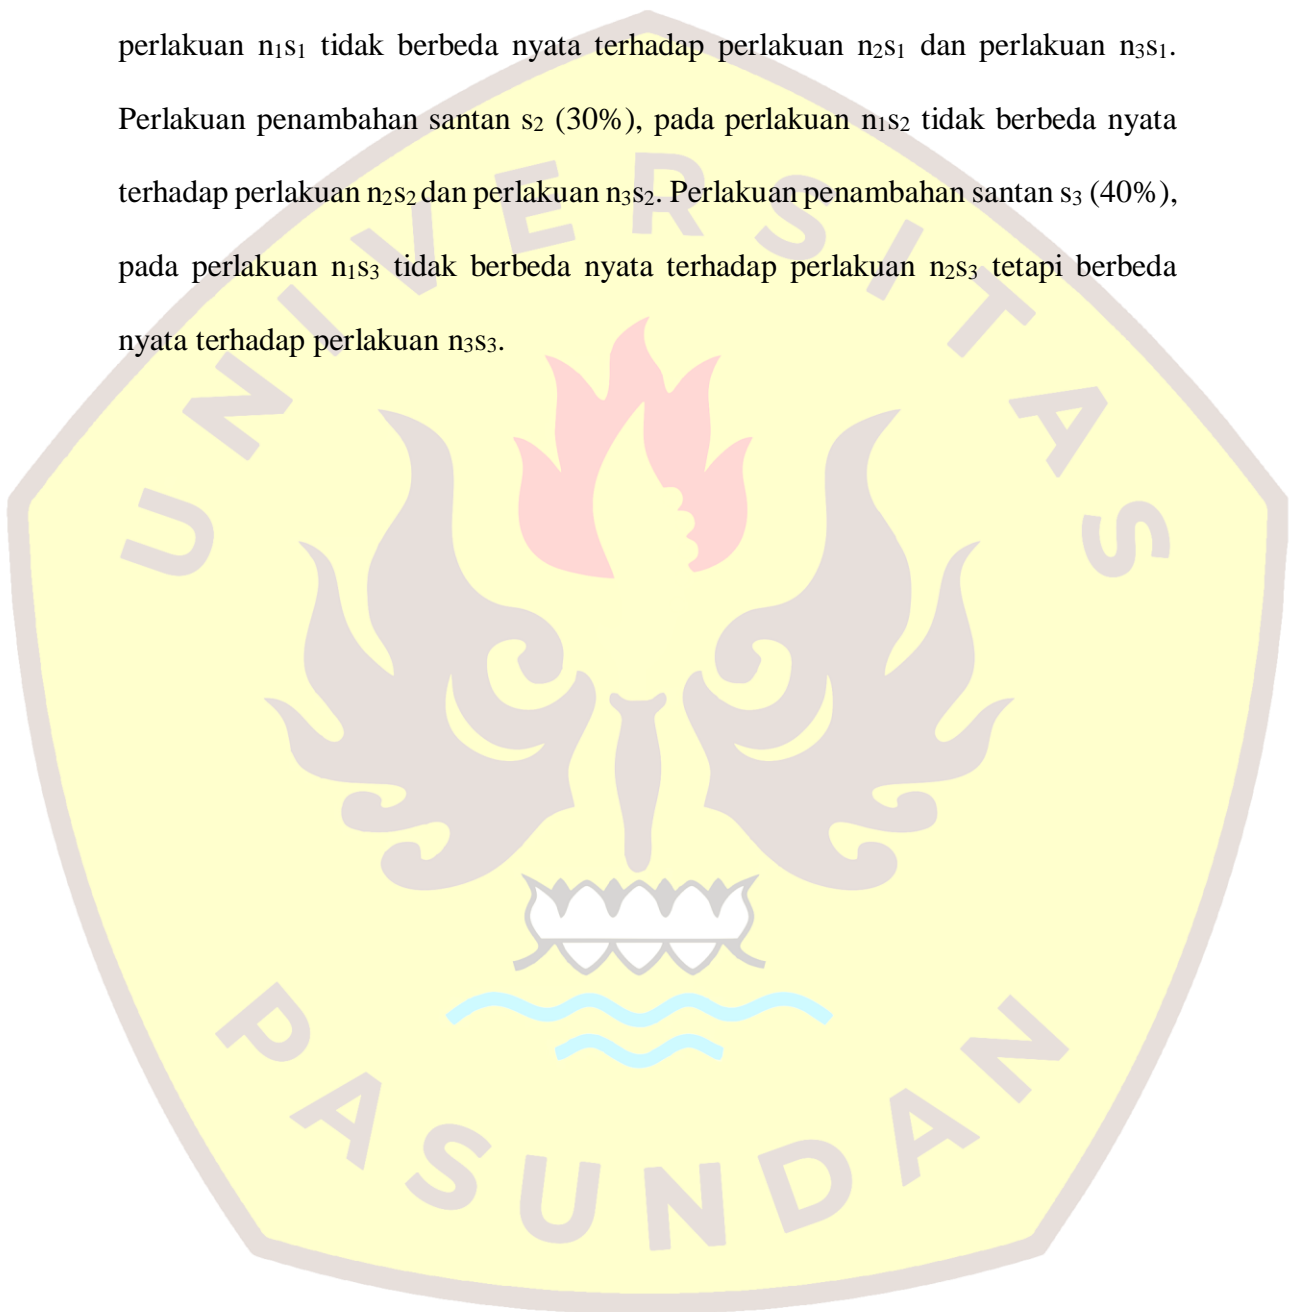 perlakuan n₁s₁ tidak berbeda nyata terhadap perlakuan n₂s₁ dan perlakuan n₃s₁.
Perlakuan penambahan santan s₂ (30%), pada perlakuan n₁s₂ tidak berbeda nyata
terhadap perlakuan n₂s₂ dan perlakuan n₃s₂. Perlakuan penambahan santan s₃ (40%),
pada perlakuan n₁s₃ tidak berbeda nyata terhadap perlakuan n₂s₃ tetapi berbeda
nyata terhadap perlakuan n₃s₃.
UNIVERSITAS
PASUNDAN